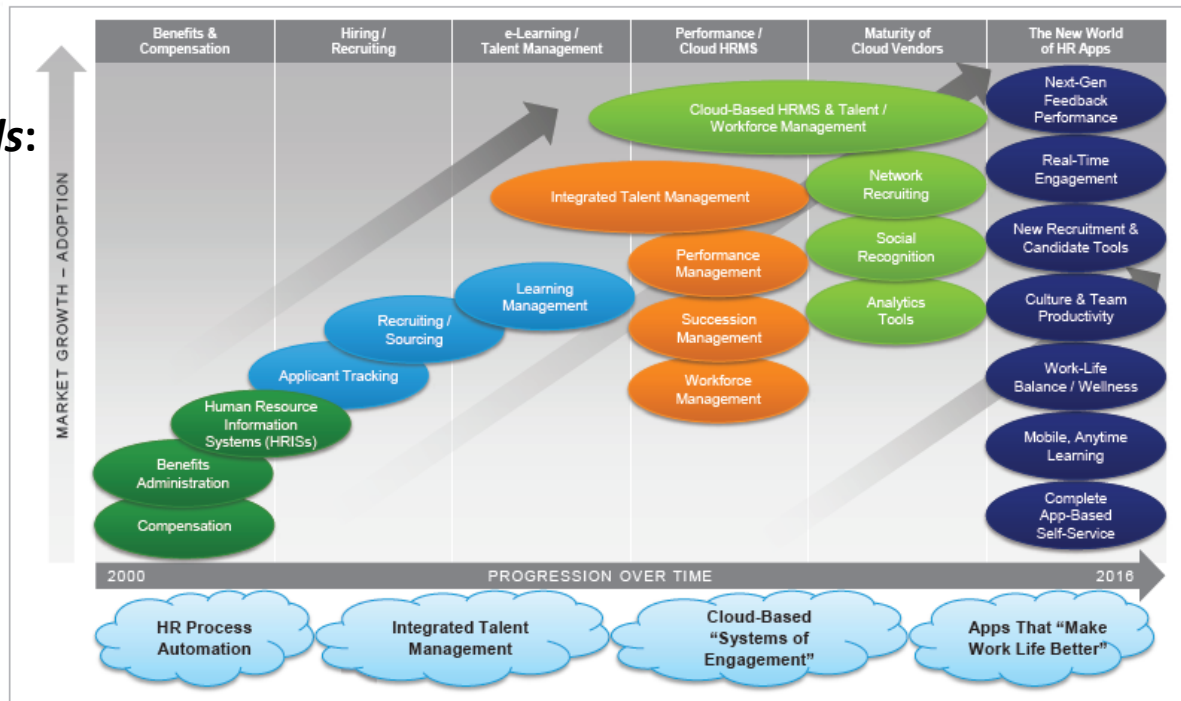 Benefits &
Compensation
Hiring /
Recruiting
e-Learning /
Talent Management
Performance /
Cloud HRMS
Maturity of
Cloud Vendors
The New World
of HR Apps
ls:
MARKET GROWTH – ADOPTION
Cloud-Based HRMS & Talent /
Workforce Management
Next-Gen
Feedback
Performance
Integrated Talent Management
Network
Recruiting
Real-Time
Engagement
Performance
Management
Social
Recognition
New Recruitment &
Candidate Tools
Learning
Management
Recruiting /
Sourcing
Succession
Management
Analytics
Tools
Culture & Team
Productivity
Applicant Tracking
Workforce
Management
Work-Life
Balance / Wellness
Human Resource
Information
Systems (HRISs)
Benefits
Administration
Mobile, Anytime
Learning
Compensation
Complete
App-Based
Self-Service
2000
PROGRESSION OVER TIME
2016
HR Process
Automation
Integrated Talent
Management
Cloud-Based
“Systems of
Engagement”
Apps That “Make
Work Life Better”